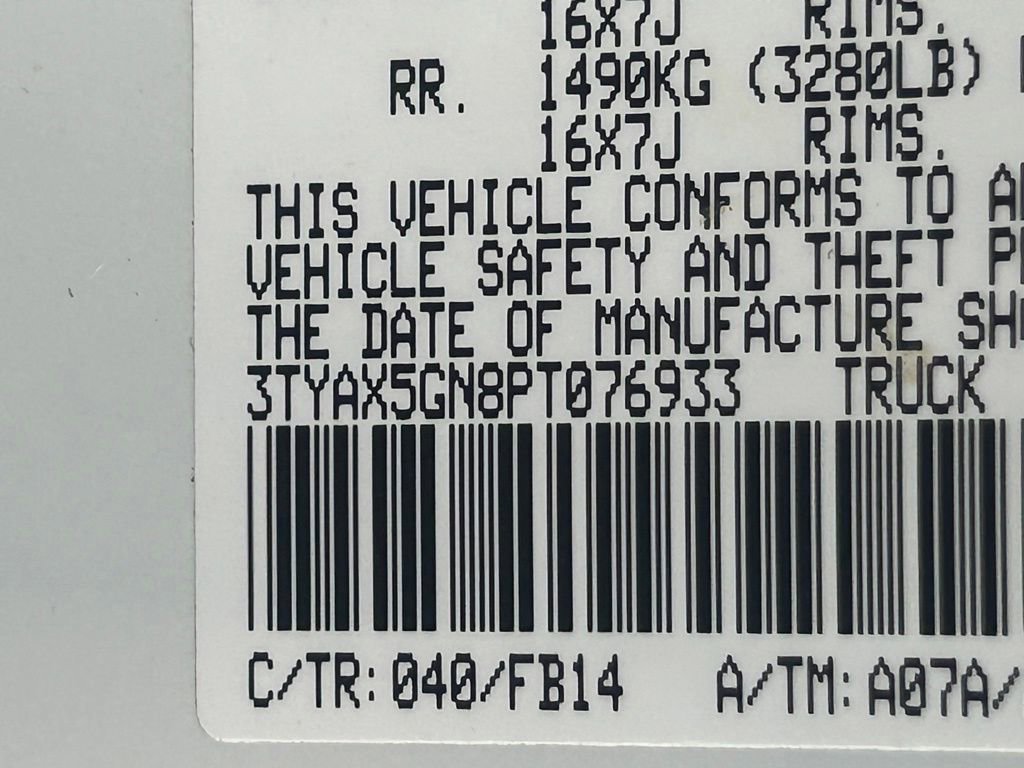 16X7J RIMS.
RR. 1490KG (3280LB)
16X7J RIMS.
THIS VEHICLE CONFORMS TO
VEHICLE SAFETY AND THEFT
THE DATE OF MANUFACTURE
3TYAX5GN8PT076933 TRUCK
C/TR:040/FB14 A/TM:A07A/